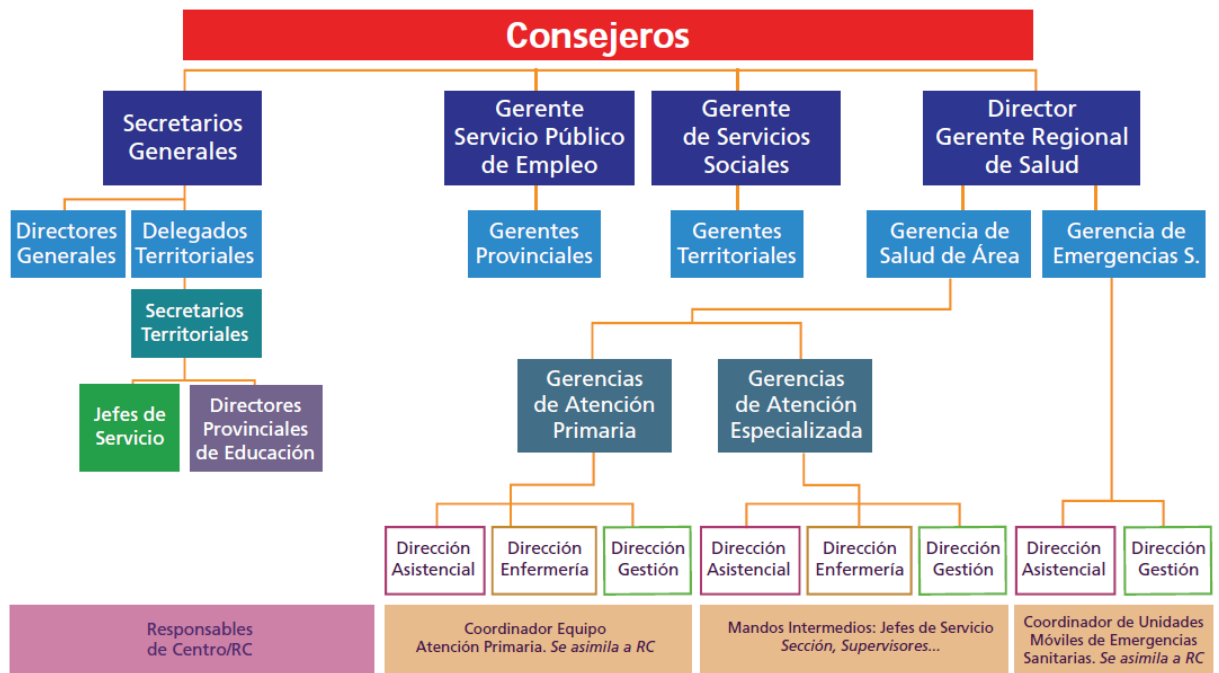 Consejeros
Secretarios
Generales
Gerente
Servicio Público
de Empleo
Gerente
de Servicios
Sociales
Director
Gerente Regional
de Salud
Directores
Generales
Delegados
Territoriales
Gerentes
Provinciales
Gerentes
Territoriales
Gerencia de
Salud de Área
Gerencia de
Emergencias S.
Secretarios
Territoriales
Jefes de
Servicio
Directores
Provinciales
de Educación
Gerencias
de Atención
Primaria
Gerencias
de Atención
Especializada
Dirección
Asistencial
Dirección
Enfermería
Dirección
Gestión
Dirección
Asistencial
Dirección
Enfermería
Dirección
Gestión
Dirección
Asistencial
Dirección
Gestión
Responsables
de Centro/RC
Coordinador Equipo
Atención Primaria. Se asimila a RC
Mandos Intermedios: Jefes de Servicio
Sección, Supervisores...
Coordinador de Unidades
Móviles de Emergencias
Sanitarias. Se asimila a RC